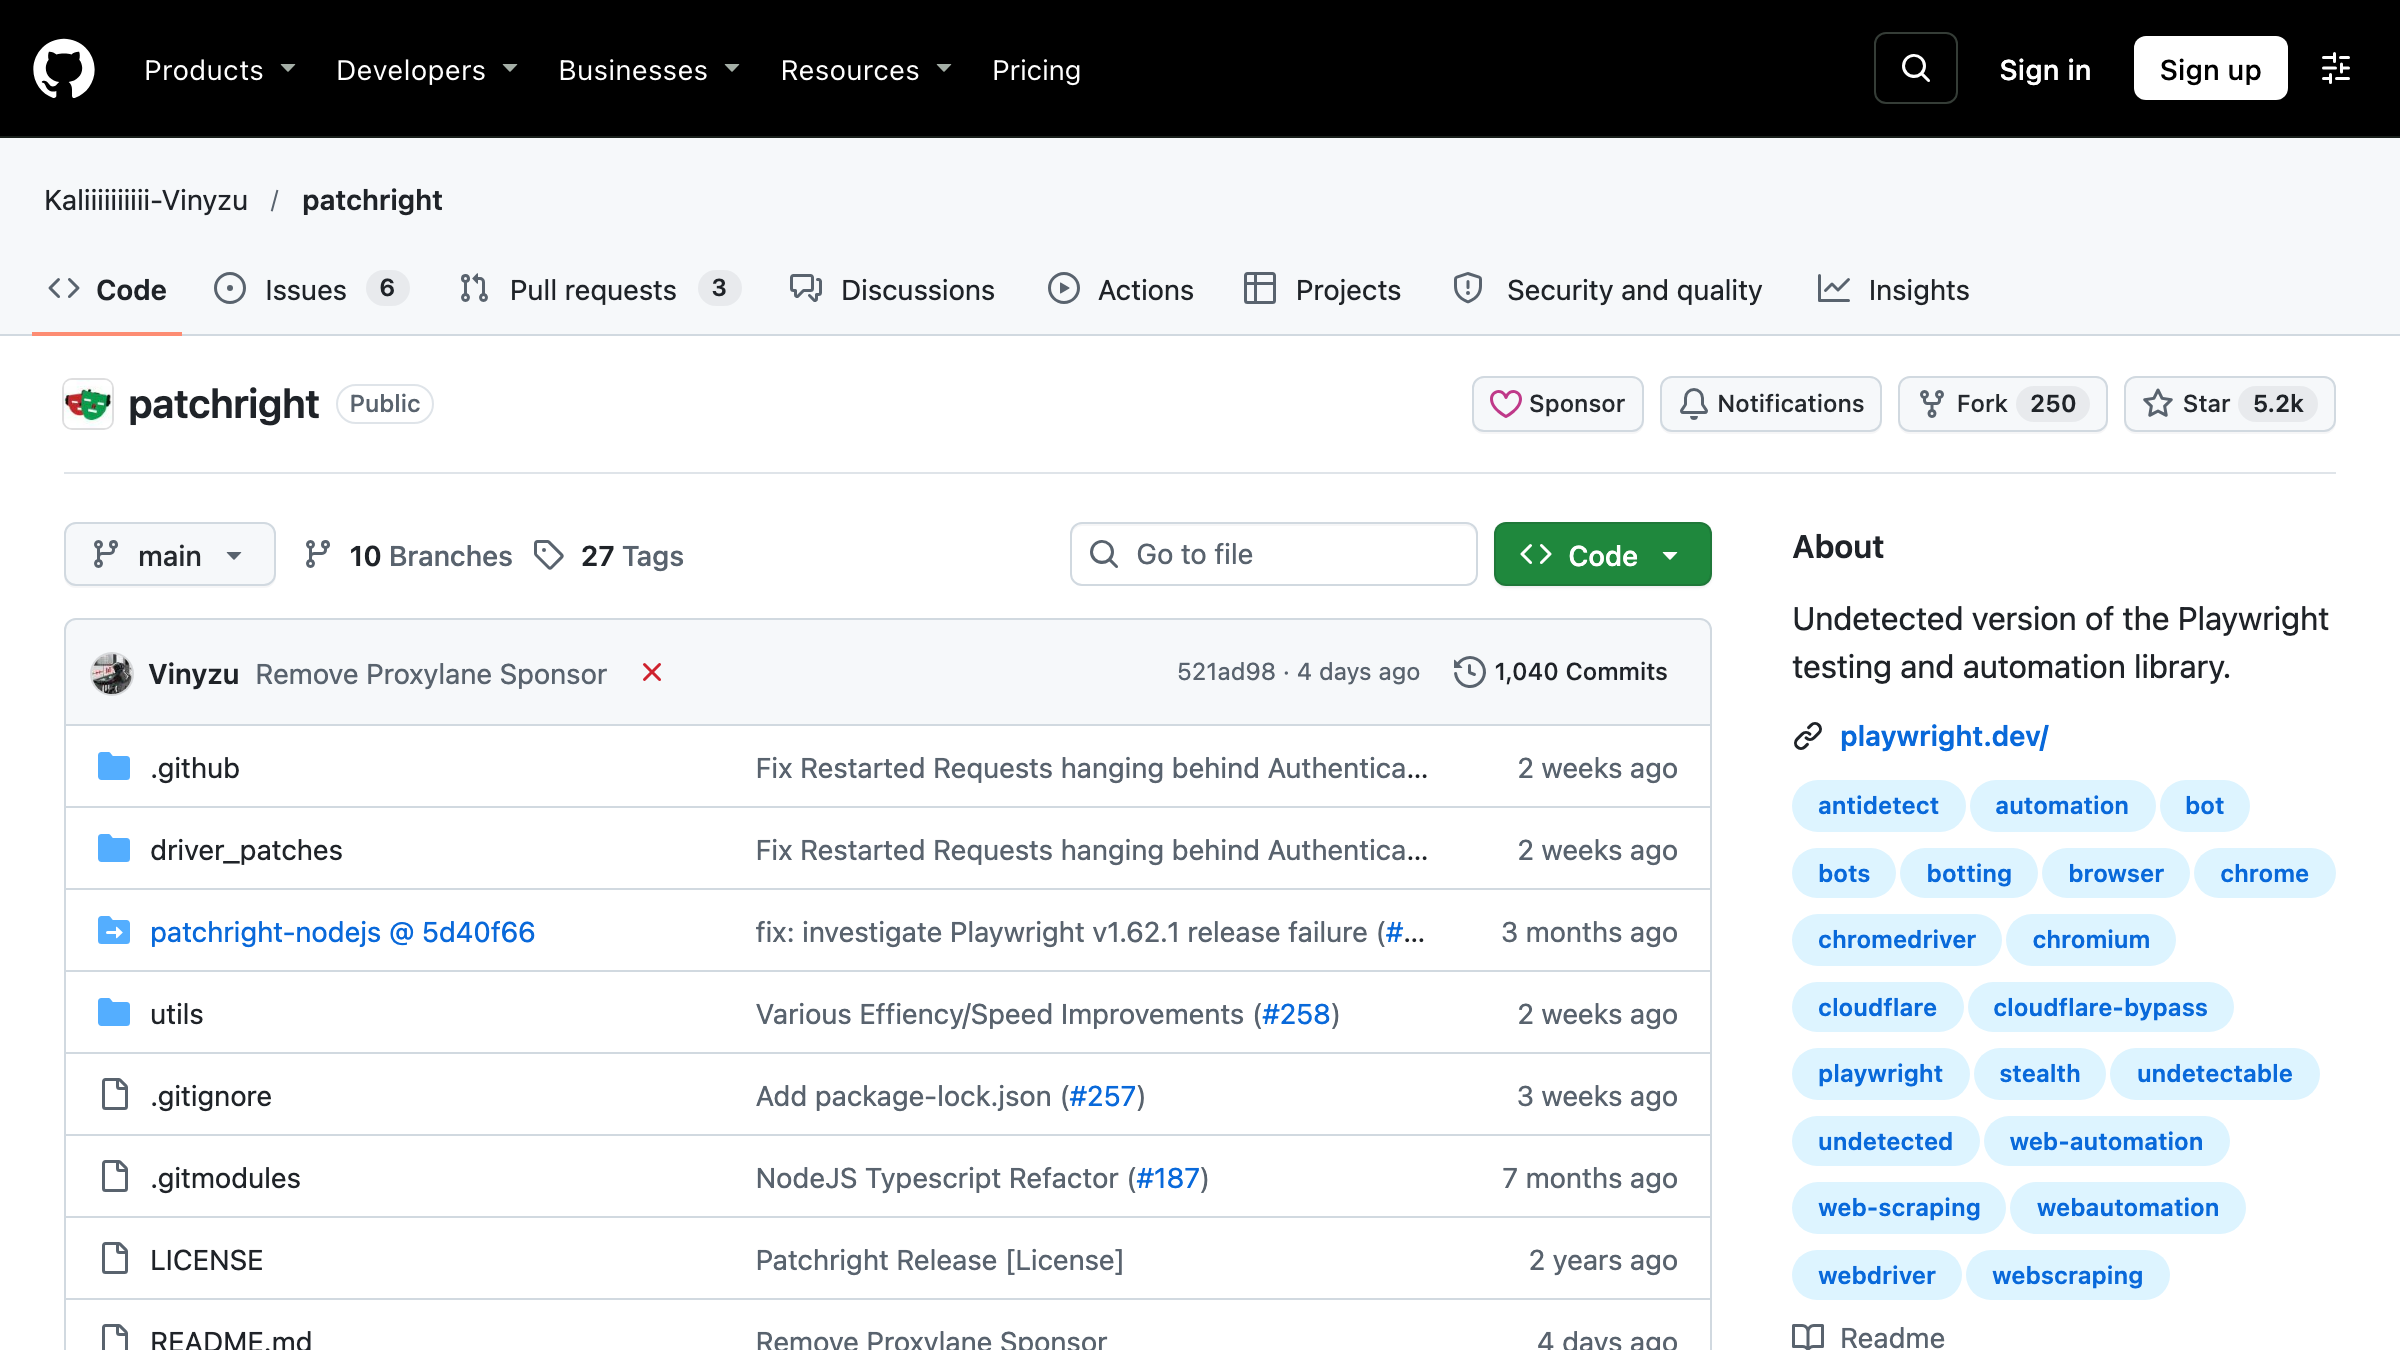 Products Developers Businesses Resources Pricing Sign in Sign up
Kaliiiiiiiiii-Vinyzu / patchright
Code Issues 6 Pull requests 3 Discussions Actions Projects Security and quality Insights
patchright Public Sponsor Notifications Fork 250 Star 5.2k
main 10 Branches 27 Tags Go to file Code
Vinyzu Remove Proxylane Sponsor 521ad98 · 4 days ago 1,040 Commits
.github Fix Restarted Requests hanging behind Authentica... 2 weeks ago
driver_patches Fix Restarted Requests hanging behind Authentica... 2 weeks ago
patchright-nodejs @ 5d40f66 fix: investigate Playwright v1.62.1 release failure (#... 3 months ago
utils Various Effiency/Speed Improvements (#258) 2 weeks ago
.gitignore Add package-lock.json (#257) 3 weeks ago
.gitmodules NodeJS Typescript Refactor (#187) 7 months ago
LICENSE Patchright Release [License] 2 years ago
README.md Remove Proxylane Sponsor 4 days ago
About
Undetected version of the Playwright
testing and automation library.
playwright.dev/
antidetect automation bot
bots botting browser chrome
chromedriver chromium
cloudflare cloudflare-bypass
playwright stealth undetectable
undetected web-automation
web-scraping webautomation
webdriver webscraping
Readme